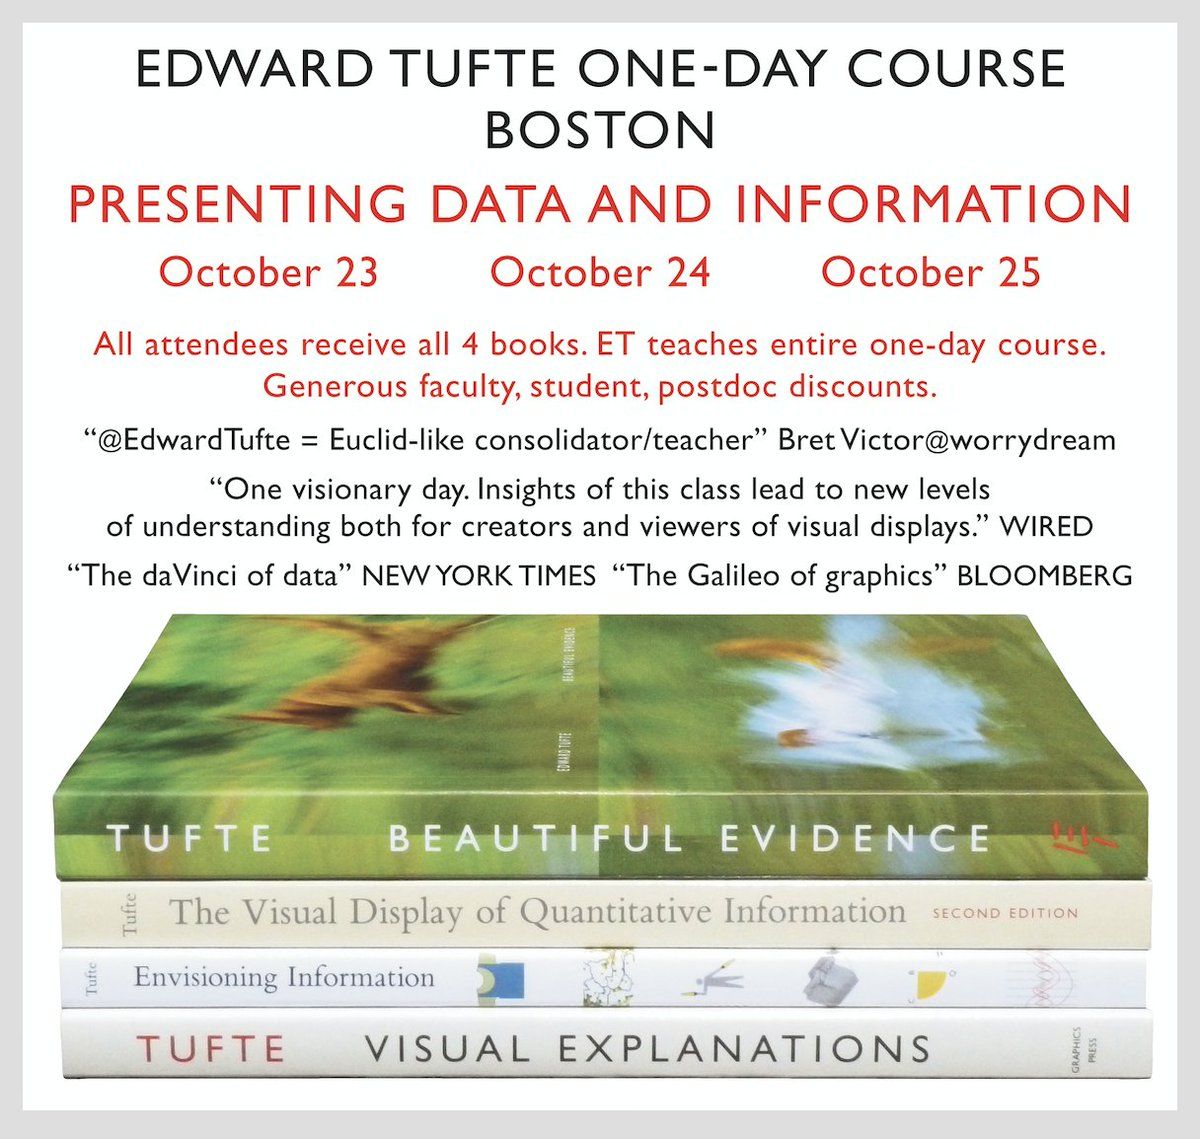 EDWARD TUFTE ONE-DAY COURSE
BOSTON
PRESENTING DATA AND INFORMATION
October 23 October 24 October 25
All attendees receive all 4 books. ET teaches entire one-day course.
Generous faculty, student, postdoc discounts.
“@EdwardTufte = Euclid-like consolidator/teacher” Bret Victor@worrydream
“One visionary day. Insights of this class lead to new levels
of understanding both for creators and viewers of visual displays.” WIRED
“The daVinci of data” NEW YORK TIMES “The Galileo of graphics” BLOOMBERG
BEAUTIFUL EVIDENCE
EDWARD TUFTE
TUFTE BEAUTIFUL EVIDENCE
Tufte The Visual Display of Quantitative Information SECOND EDITION
Tufte Envisioning Information
TUFTE VISUAL EXPLANATIONS GRAPHICS PRESS